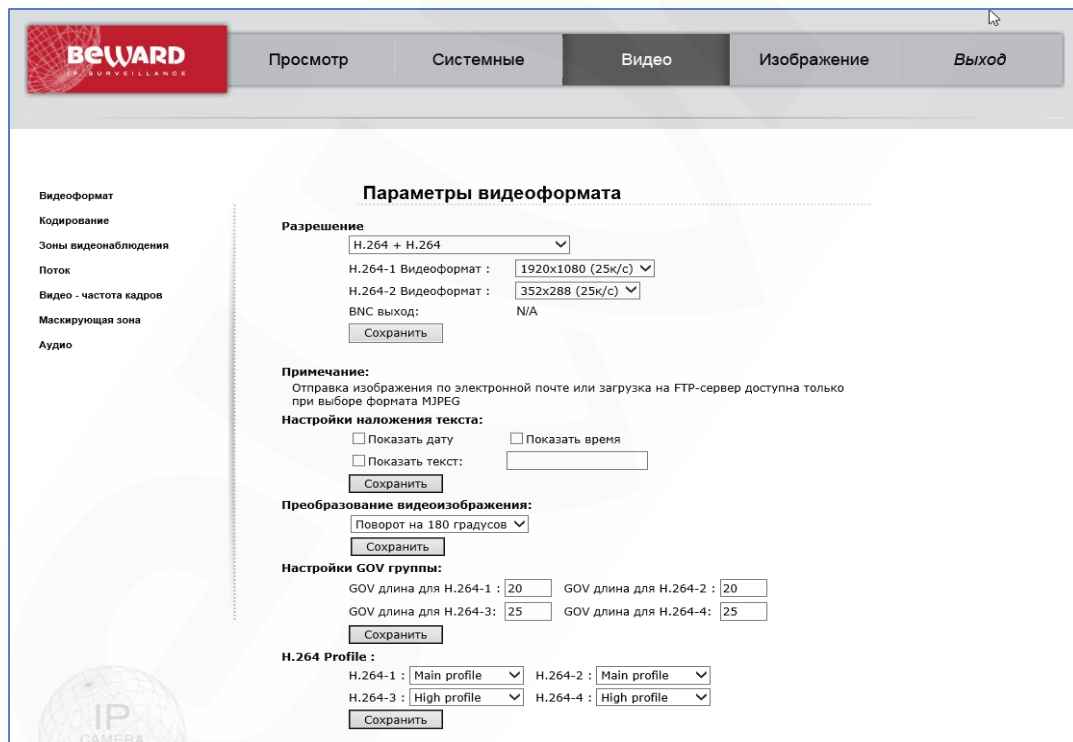 BEWARD
IP SURVEILLANCE
Просмотр Системные Видео Изображение Выход
Видеоформат
Кодирование
Зоны видеонаблюдения
Поток
Видео - частота кадров
Маскирующая зона
Аудио
Параметры видеоформата
Разрешение
H.264 + H.264
H.264-1 Видеоформат : 1920x1080 (25к/с)
H.264-2 Видеоформат : 352x288 (25к/с)
BNC выход: N/A
Сохранить
Примечание:
Отправка изображения по электронной почте или загрузка на FTP-сервер доступна только
при выборе формата MJPEG
Настройки наложения текста:
Показать дату Показать время
Показать текст:
Сохранить
Преобразование видеоизображения:
Поворот на 180 градусов
Сохранить
Настройки GOV группы:
GOV длина для H.264-1 : 20 GOV длина для H.264-2 : 20
GOV длина для H.264-3: 25 GOV длина для H.264-4: 25
Сохранить
H.264 Profile :
H.264-1 : Main profile H.264-2 : Main profile
H.264-3 : High profile H.264-4 : High profile
Сохранить
IP
CAMERA